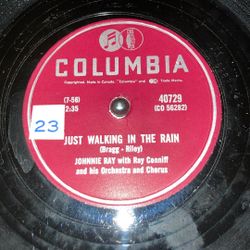 COLUMBIA
Copyrighted. Made in Canada. "Columbia" and Trade Marks
(7-56)
2:35
40729
(CO 56282)
23
JUST WALKING IN THE RAIN
(Bragg - Riley)
JOHNNIE RAY with Ray Conniff
and his Orchestra and Chorus